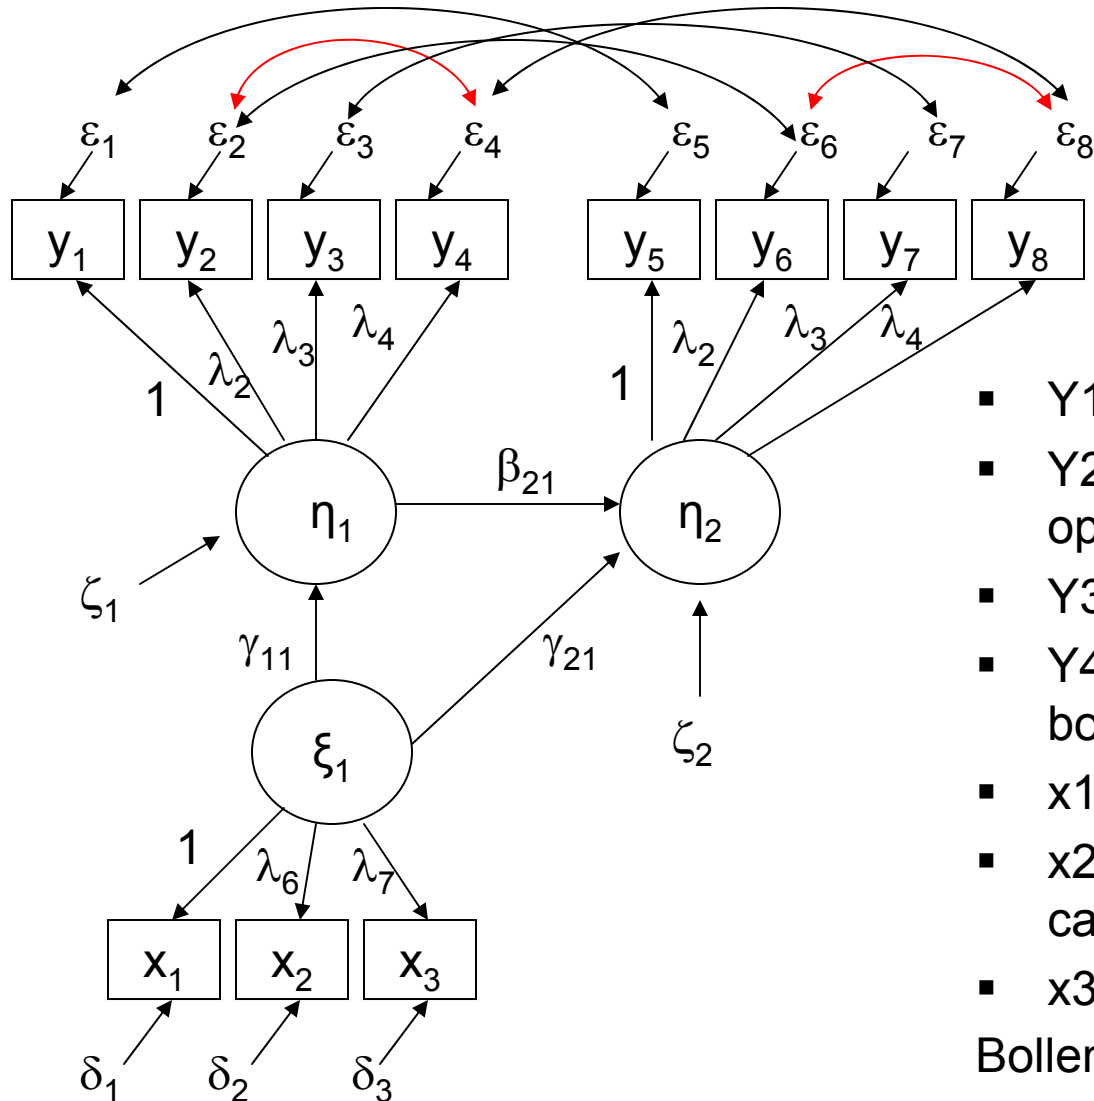 ε1 ε2 ε3 ε4 ε5 ε6 ε7 ε8
y1 y2 y3 y4 y5 y6 y7 y8
1 λ2 λ3 λ4 1 λ2 λ3 λ4
η1 β21 η2
ζ1
γ11 γ21
ξ1 ζ2
1 λ6 λ7
x1 x2 x3
δ1 δ2 δ3
▪ Y1
▪ Y2
op
▪ Y3
▪ Y4
bo
▪ x1
▪ x2
ca
▪ x3
Boller